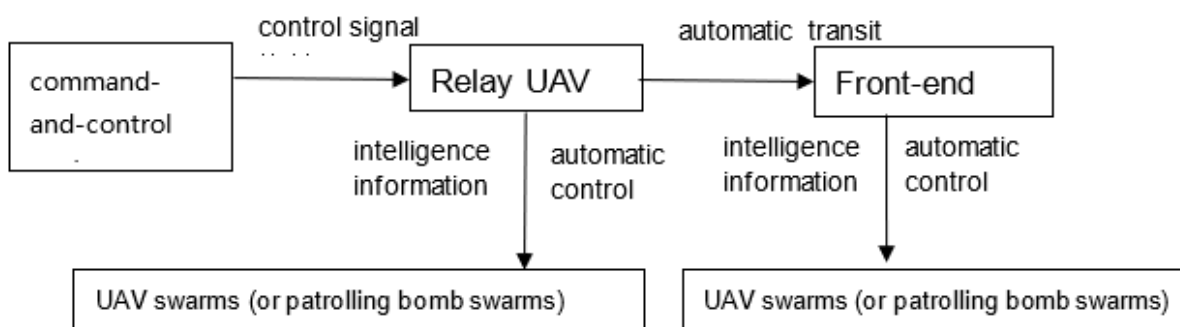 control signal
automatic transit
command-
and-control
Relay UAV
Front-end
intelligence
information
automatic
control
intelligence
information
automatic
control
UAV swarms (or patrolling bomb swarms)
UAV swarms (or patrolling bomb swarms)